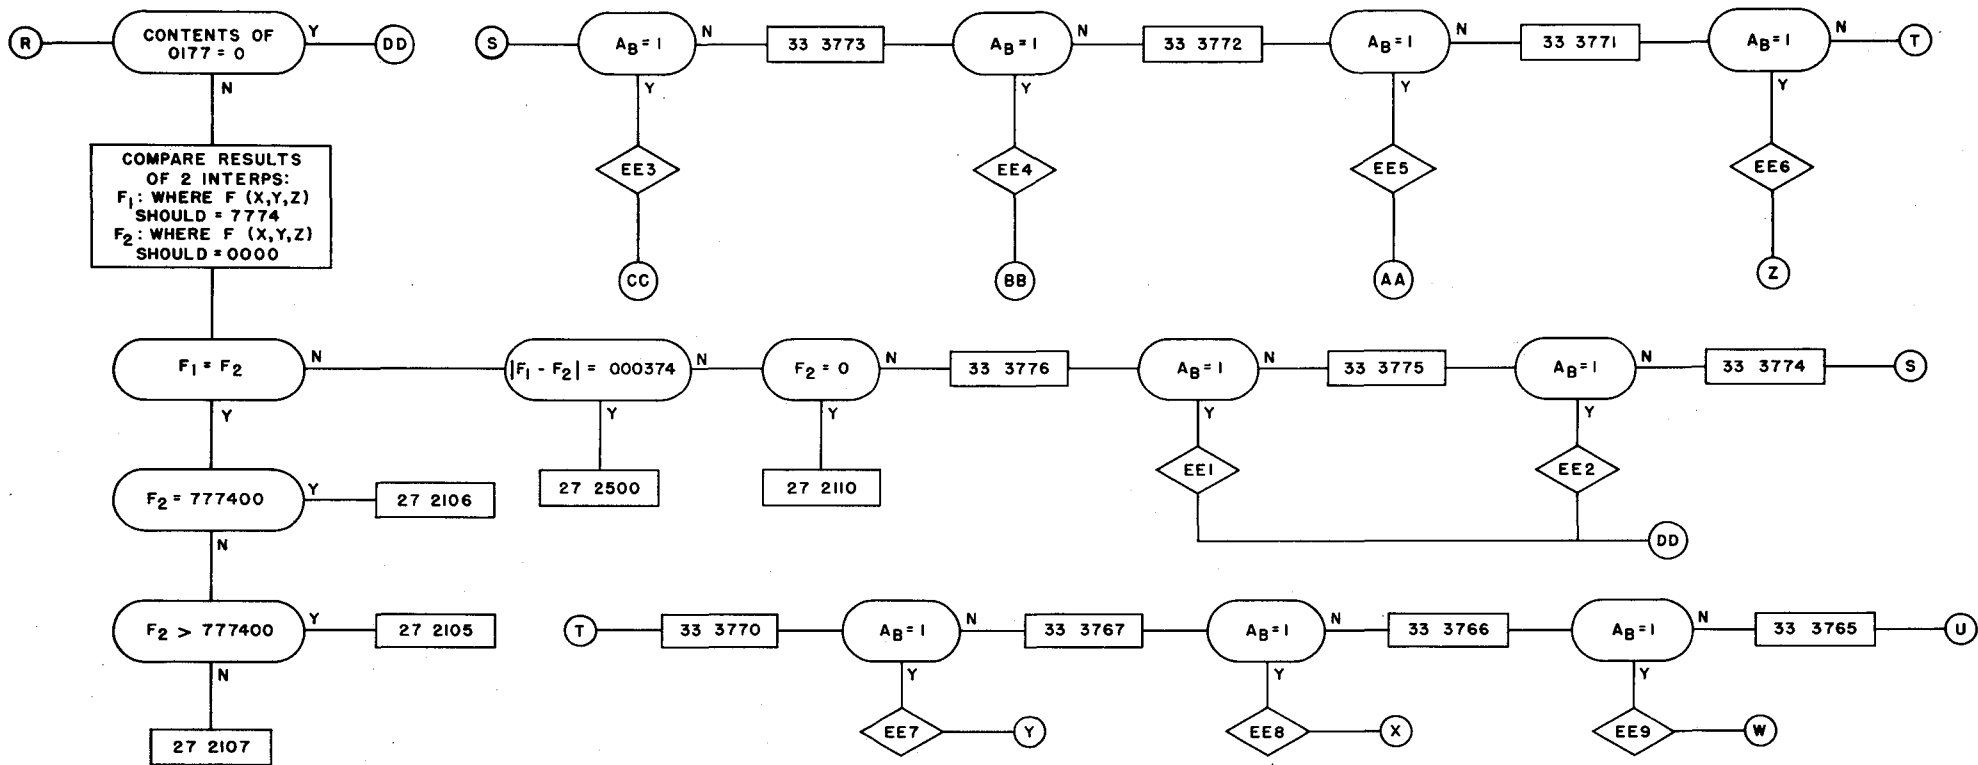 R
CONTENTS OF
0177 = 0
Y
DD
N
COMPARE RESULTS
OF 2 INTERPS:
F1: WHERE F (X,Y,Z)
SHOULD = 7774
F2: WHERE F (X,Y,Z)
SHOULD = 0000
S
AB = 1
N
33 3773
AB = 1
N
33 3772
AB = 1
N
33 3771
AB = 1
N
T
Y
Y
Y
Y
EE3
EE4
EE5
EE6
CC
BB
AA
Z
F1 = F2
N
|F1 - F2| = 000374
N
F2 = 0
N
33 3776
AB = 1
N
33 3775
AB = 1
N
33 3774
S
Y
Y
Y
Y
Y
27 2500
27 2110
EE1
EE2
DD
F2 = 777400
Y
27 2106
N
F2 > 777400
Y
27 2105
N
27 2107
T
33 3770
AB = 1
N
33 3767
AB = 1
N
33 3766
AB = 1
N
33 3765
U
Y
Y
Y
EE7
Y
EE8
X
EE9
W